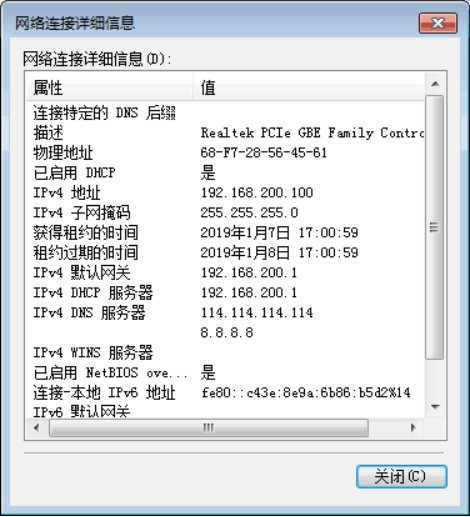 网络连接详细信息
网络连接详细信息(D):
属性 值
连接特定的 DNS 后缀
描述 Realtek PCIe GBE Family Contro
物理地址 68-F7-28-56-45-61
已启用 DHCP 是
IPv4 地址 192.168.200.100
IPv4 子网掩码 255.255.255.0
获得租约的时间 2019年1月7日 17:00:59
租约过期的时间 2019年1月8日 17:00:59
IPv4 默认网关 192.168.200.1
IPv4 DHCP 服务器 192.168.200.1
IPv4 DNS 服务器 114.114.114.114
8.8.8.8
IPv4 WINS 服务器
已启用 NetBIOS ove... 是
连接-本地 IPv6 地址 fe80::c43e:8e9a:6b86:b5d2%14
IPv6 默认网关
关闭(C)